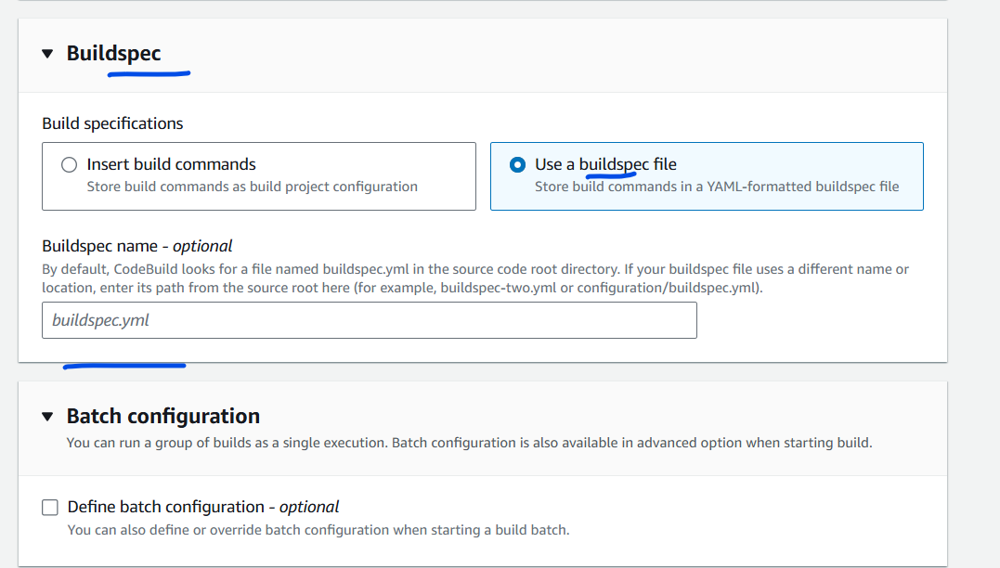 Buildspec
Build specifications
Insert build commands
Store build commands as build project configuration
Use a buildspec file
Store build commands in a YAML-formatted buildspec file
Buildspec name - optional
By default, CodeBuild looks for a file named buildspec.yml in the source code root directory. If your buildspec file uses a different name or
location, enter its path from the source root here (for example, buildspec-two.yml or configuration/buildspec.yml).
buildspec.yml
Batch configuration
You can run a group of builds as a single execution. Batch configuration is also available in advanced option when starting build.
Define batch configuration - optional
You can also define or override batch configuration when starting a build batch.